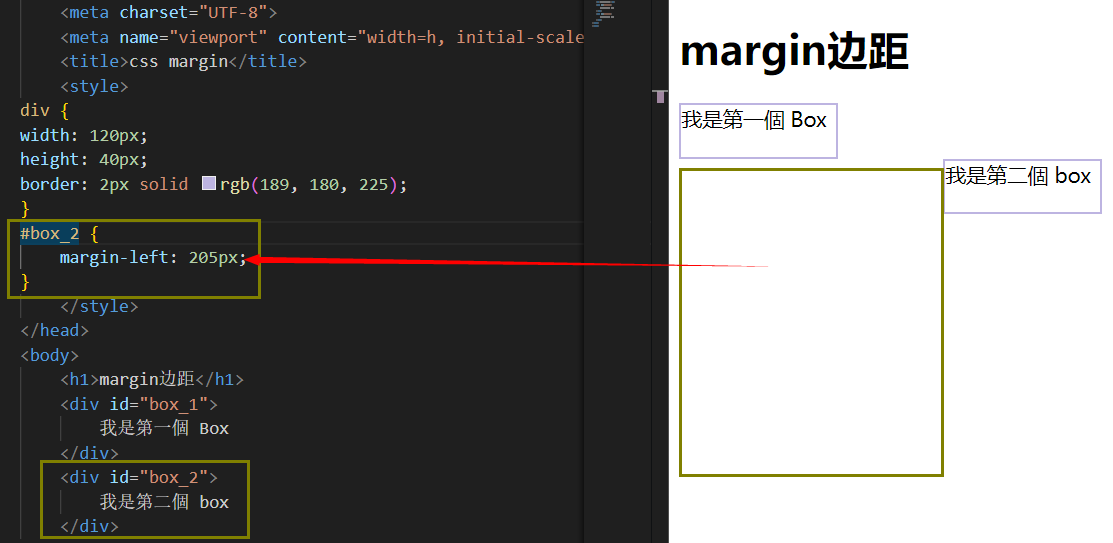 <meta charset="UTF-8">
<meta name="viewport" content="width=h, initial-scale
<title>css margin</title>
<style>
div {
width: 120px;
height: 40px;
border: 2px solid rgb(189, 180, 225);
}
#box_2 {
margin-left: 205px;
}
</style>
</head>
<body>
<h1>margin边距</h1>
<div id="box_1">
我是第一個 Box
</div>
<div id="box_2">
我是第二個 box
</div>
margin边距
我是第一個 Box
我是第二個 box